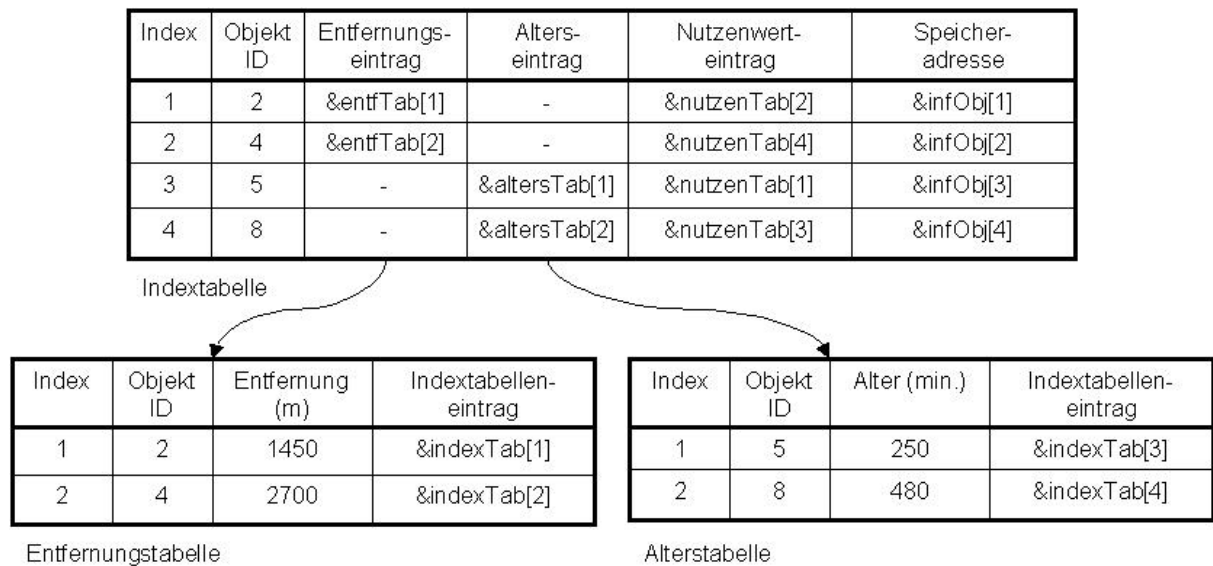 Index Objekt ID Entfernungs- eintrag Alters- eintrag Nutzenwert- eintrag Speicher- adresse
1 2 &entfTab[1] - &nutzenTab[2] &infObj[1]
2 4 &entfTab[2] - &nutzenTab[4] &infObj[2]
3 5 - &altersTab[1] &nutzenTab[1] &infObj[3]
4 8 - &altersTab[2] &nutzenTab[3] &infObj[4]
Indextabelle
Index Objekt ID Entfernung (m) Indextabellen- eintrag
1 2 1450 &indexTab[1]
2 4 2700 &indexTab[2]
Entfernungstabelle
Index Objekt ID Alter (min.) Indextabellen- eintrag
1 5 250 &indexTab[3]
2 8 480 &indexTab[4]
Alterstabelle